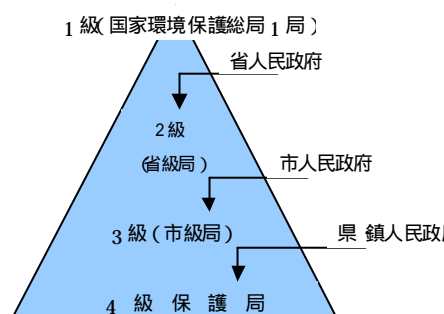 1 級(国家環境保護総局 1 局)
省人民政府
2 級
(省級局)
市人民政府
3 級(市級局)
県 鎮人民政
4 級 保 護 局